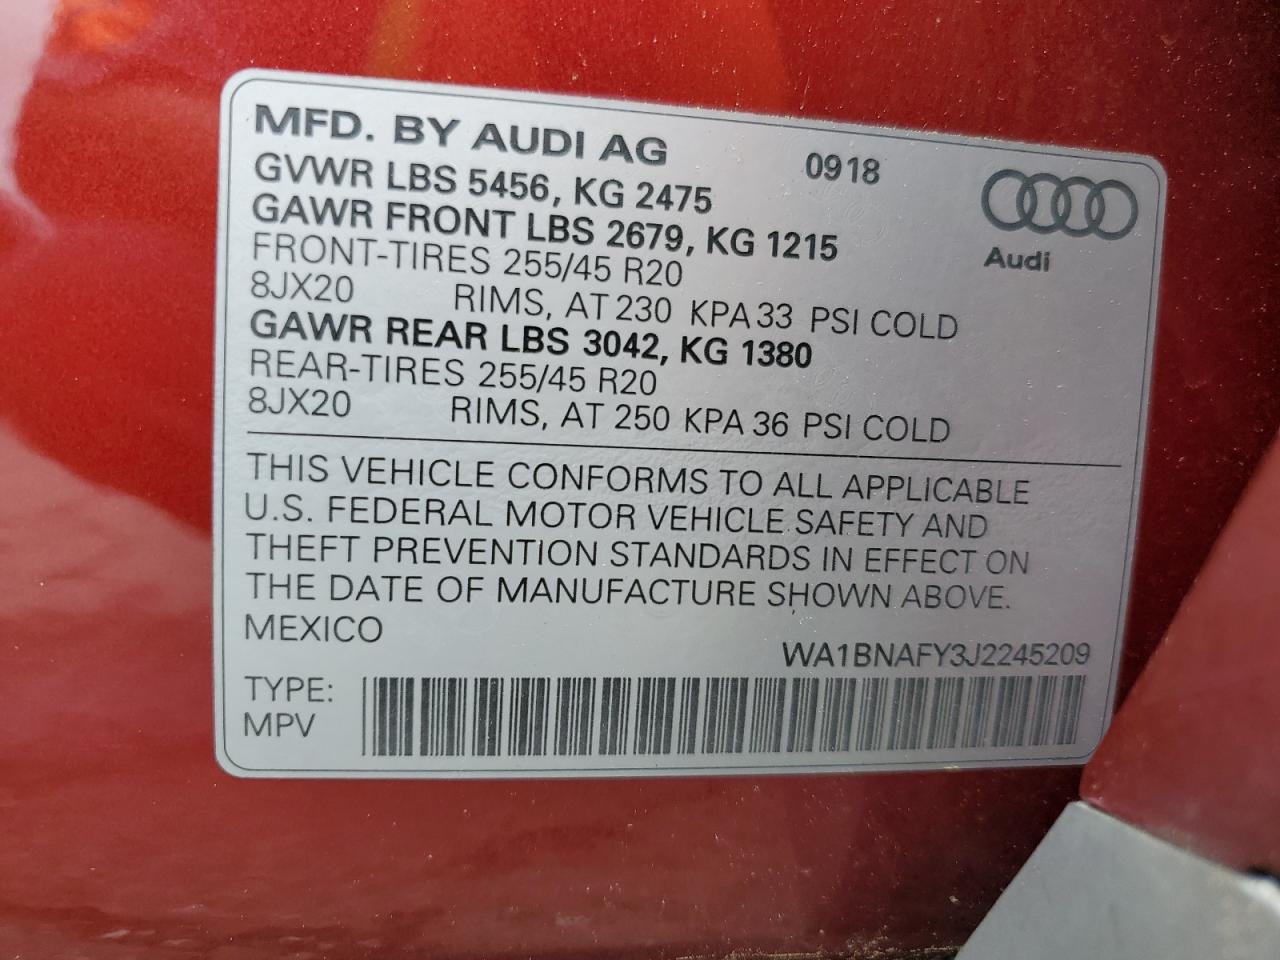 MFD. BY AUDI AG 0918
GVWR LBS 5456, KG 2475
GAWR FRONT LBS 2679, KG 1215
Audi
FRONT-TIRES 255/45 R20
8JX20 RIMS, AT 230 KPA 33 PSI COLD
GAWR REAR LBS 3042, KG 1380
REAR-TIRES 255/45 R20
8JX20 RIMS, AT 250 KPA 36 PSI COLD
THIS VEHICLE CONFORMS TO ALL APPLICABLE
U.S. FEDERAL MOTOR VEHICLE SAFETY AND
THEFT PREVENTION STANDARDS IN EFFECT ON
THE DATE OF MANUFACTURE SHOWN ABOVE.
MEXICO
WA1BNAFY3J2245209
TYPE:
MPV